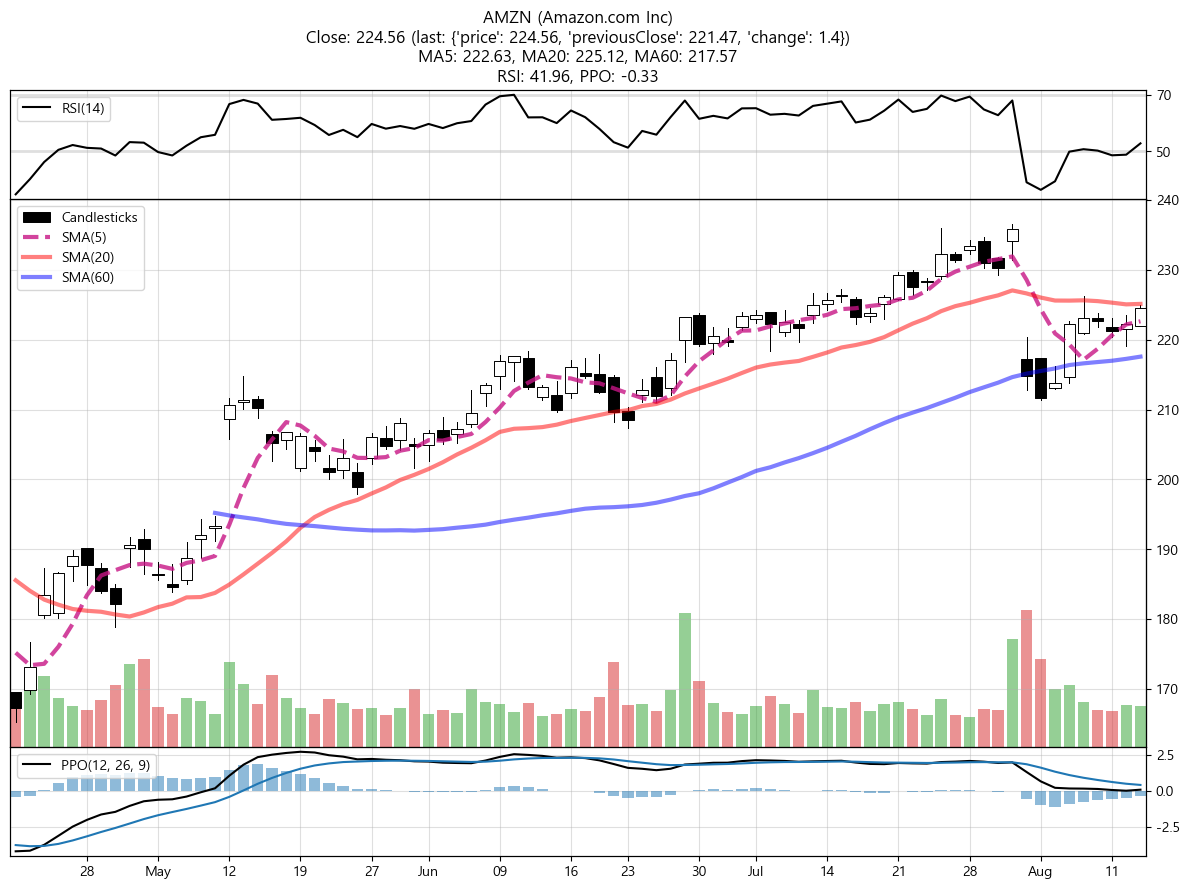 AMZN (Amazon.com Inc)
Close: 224.56 (last: {'price': 224.56, 'previousClose': 221.47, 'change': 1.4})
MA5: 222.63, MA20: 225.12, MA60: 217.57
RSI: 41.96, PPO: -0.33
RSI(14)
70
50
Candlesticks
SMA(5)
SMA(20)
SMA(60)
240
230
220
210
200
190
180
170
PPO(12, 26, 9)
2.5
0.0
−2.5
28 May 12 19 27 Jun 09 16 23 30 Jul 14 21 28 Aug 11